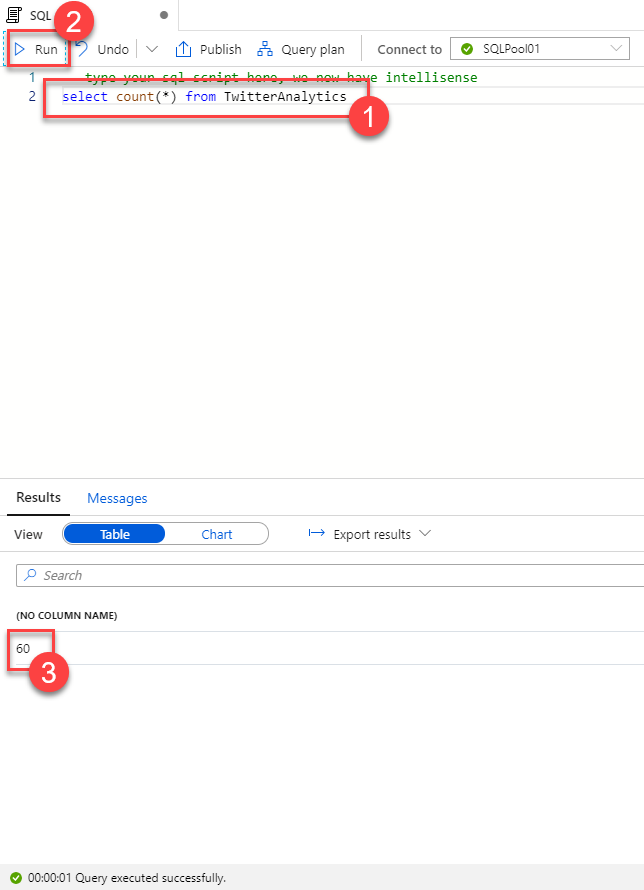 SQL
2
Run Undo Publish Query plan Connect to SQLPool01
1 type your sql script here, we now have intellisense
2 select count(*) from TwitterAnalytics
1
Results Messages
View Table Chart Export results
Search
(NO COLUMN NAME)
60
3
00:00:01 Query executed successfully.